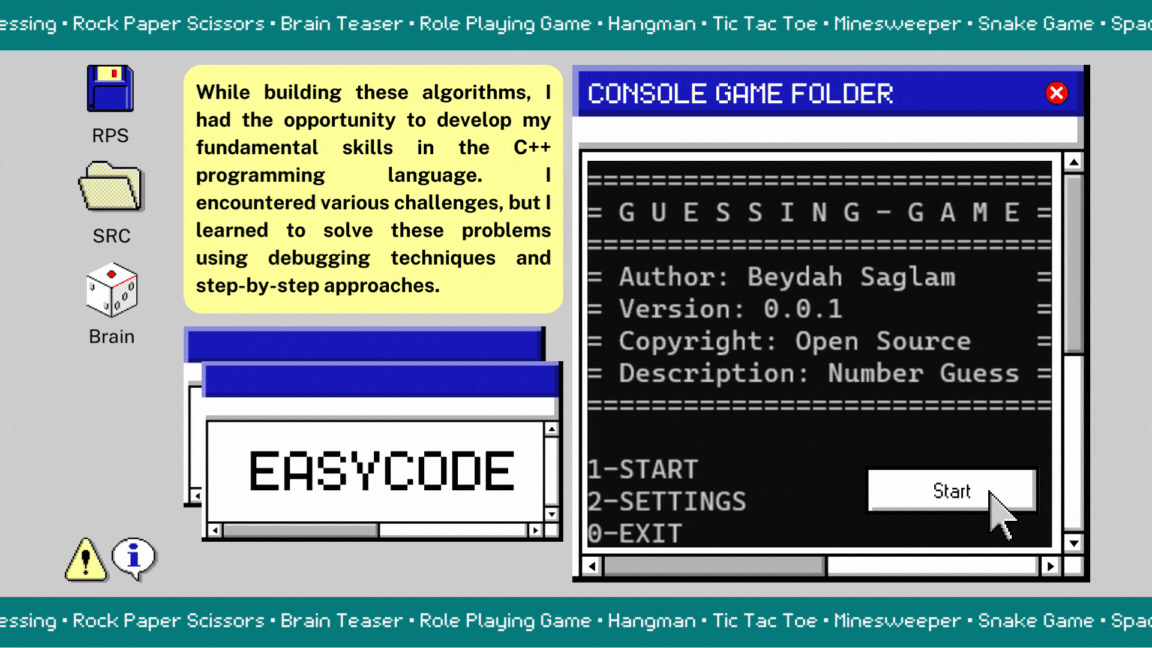 Rock Paper Scissors • Brain Teaser • Role Playing Game • Hangman • Tic Tac Toe • Minesweeper • Snake Game •
RPS
SRC
Brain
While building these algorithms, I
had the opportunity to develop my
fundamental skills in the C++
programming language. I
encountered various challenges, but I
learned to solve these problems
using debugging techniques and
step-by-step approaches.
EASYCODE
CONSOLE GAME FOLDER
=============================
= G U E S S I N G - G A M E =
=============================
= Author: Beydah Saglam =
= Version: 0.0.1 =
= Copyright: Open Source =
= Description: Number Guess =
=============================
1-START
2-SETTINGS
0-EXIT
Start
Rock Paper Scissors • Brain Teaser • Role Playing Game • Hangman • Tic Tac Toe • Minesweeper • Snake Game •